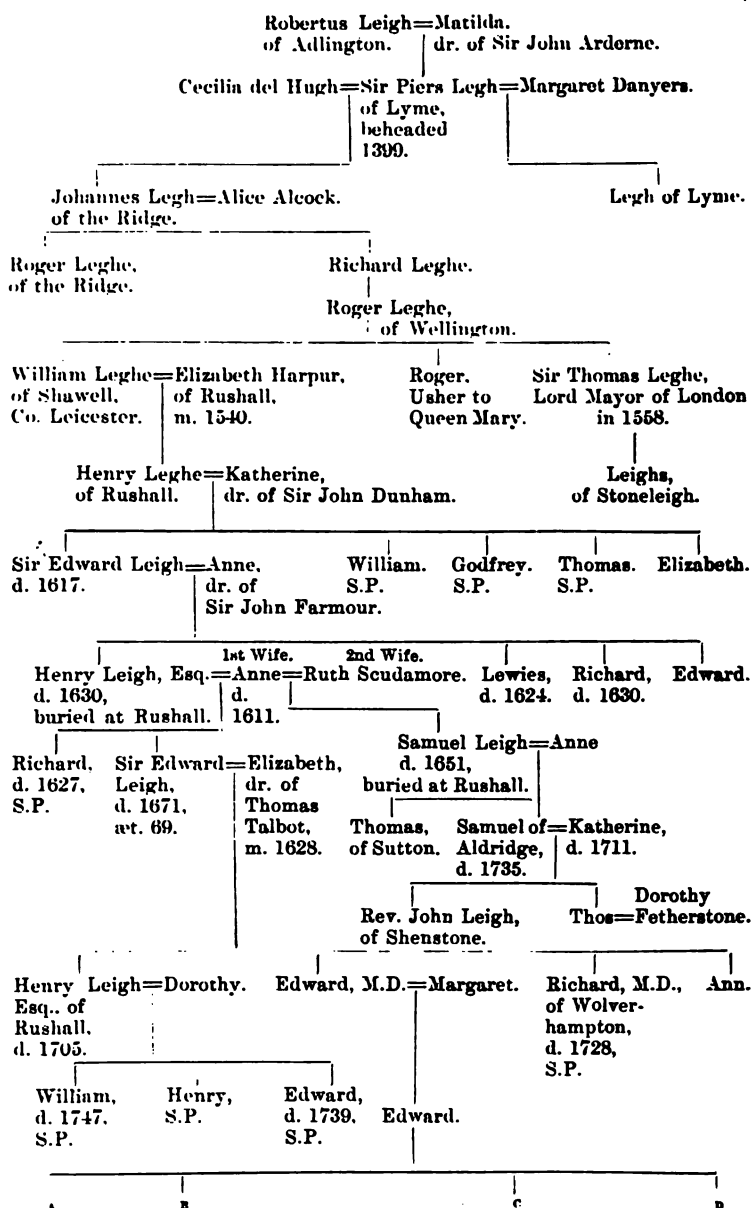 Robertus Leigh=Matilda.
of Adlington. dr. of Sir John Arderne.
Cecilia del Hugh=Sir Piers Legh=Margaret Danyers.
of Lyme,
beheaded
1399.
Johannes Legh=Alice Alcock. Legh of Lyme.
of the Ridge.
Roger Leghe, Richard Leghe.
of the Ridge.
Roger Leghe,
of Wellington.
William Leghe=Elizabeth Harpur, Roger. Sir Thomas Leghe,
of Shawell, of Rushall, Usher to Lord Mayor of London
Co. Leicester. m. 1540. Queen Mary. in 1558.
Henry Leghe=Katherine, Leighs,
of Rushall. dr. of Sir John Dunham. of Stoneleigh.
Sir Edward Leigh=Anne, William. Godfrey. Thomas. Elizabeth.
d. 1617. dr. of S.P. S.P. S.P.
Sir John Farmour.
1st Wife. 2nd Wife.
Henry Leigh, Esq.=Anne=Ruth Scudamore. Lewies, Richard, Edward.
d. 1630, d. d. 1624. d. 1630.
buried at Rushall. 1611.
Samuel Leigh=Anne
Richard, Sir Edward=Elizabeth, d. 1651,
d. 1627, Leigh, dr. of buried at Rushall.
S.P. d. 1671, Thomas
æt. 69. Talbot, Thomas, Samuel of=Katherine,
m. 1628. of Sutton. Aldridge, d. 1711.
d. 1735.
Dorothy
Rev. John Leigh, Thos=Fetherstone.
of Shenstone.
Henry Leigh=Dorothy. Edward, M.D.=Margaret. Richard, M.D., Ann.
Esq., of of Wolver-
Rushall, hampton,
d. 1705. d. 1728,
S.P.
William, Henry, Edward,
d. 1747, S.P. d. 1739, Edward.
S.P. S.P.
A B C D